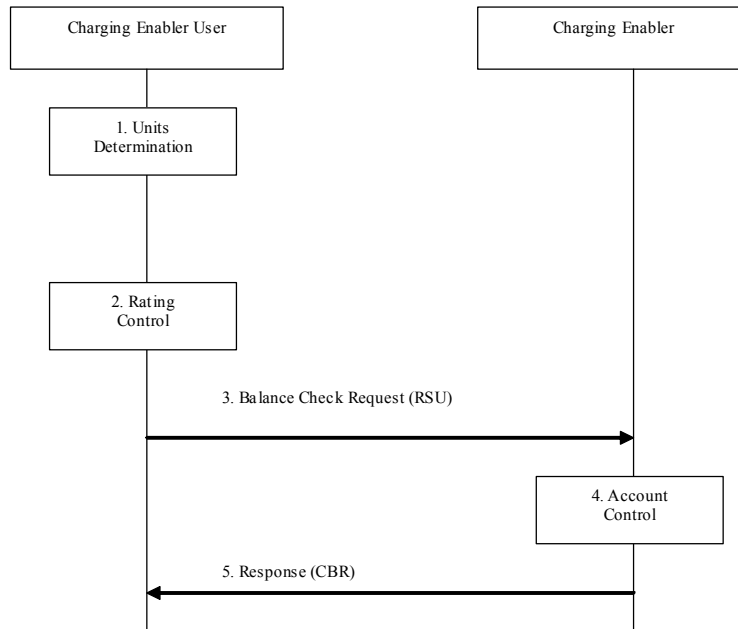 Charging Enabler User
Charging Enabler
1. Units
Determination
2. Rating
Control
3. Balance Check Request (RSU)
4. Account
Control
5. Response (CBR)